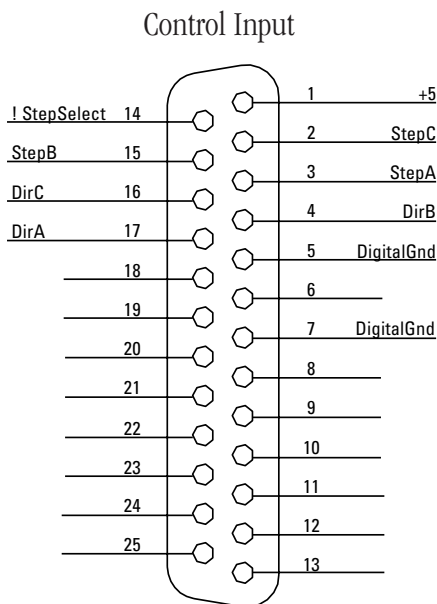 Control Input
1 +5
! StepSelect 14
2 StepC
StepB 15
3 StepA
DirC 16
4 DirB
DirA 17
5 DigitalGnd
18
6
19
7 DigitalGnd
20
8
21
9
22
10
23
11
24
12
25
13